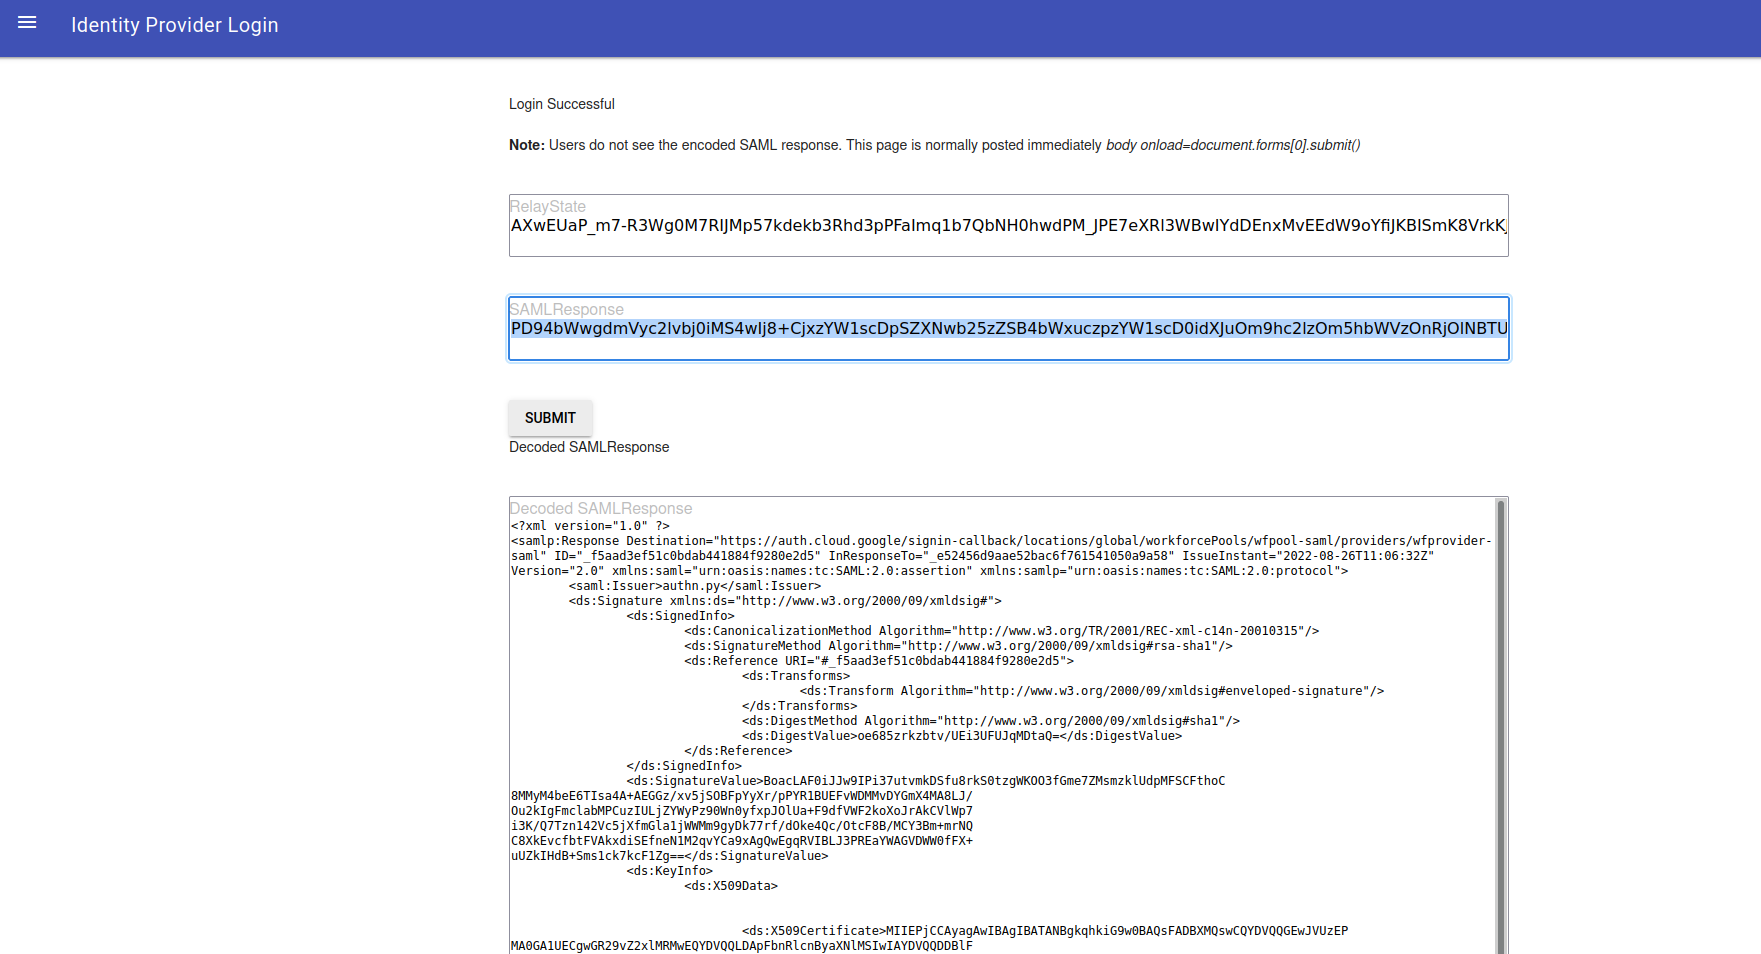 Identity Provider Login
Login Successful
Note: Users do not see the encoded SAML response. This page is normally posted immediately body onload=document.forms[0].submit()
RelayState
AXwEUaP_m7-R3Wg0M7RIJMp57kdekb3Rhd3pPFaImq1b7QbNH0hwdPM_JPE7eXRl3WBwIYdDEnxMvEEdW9oYfiJKBISmK8VrkK
SAMLResponse
PD94bWwgdmVyc2lvbj0iMS4wIj8+CjxzYW1scDpSZXNwb25zZSB4bWxuczpzYW1scD0idXJuOm9hc2lzOm5hbWVzOnRjOlNBTU
SUBMIT
Decoded SAMLResponse
Decoded SAMLResponse
<?xml version="1.0" ?>
<samlp:Response Destination="https://auth.cloud.google/signin-callback/locations/global/workforcePools/wfpool-saml/providers/wfprovider-
saml" ID="_f5aad3ef51c0bdab441884f9280e2d5" InResponseTo="_e52456d9aae52bac6f761541050a9a58" IssueInstant="2022-08-26T11:06:32Z"
Version="2.0" xmlns:saml="urn:oasis:names:tc:SAML:2.0:assertion" xmlns:samlp="urn:oasis:names:tc:SAML:2.0:protocol">
<saml:Issuer>authn.py</saml:Issuer>
<ds:Signature xmlns:ds="http://www.w3.org/2000/09/xmldsig#">
<ds:SignedInfo>
<ds:CanonicalizationMethod Algorithm="http://www.w3.org/TR/2001/REC-xml-c14n-20010315"/>
<ds:SignatureMethod Algorithm="http://www.w3.org/2000/09/xmldsig#rsa-sha1"/>
<ds:Reference URI="#_f5aad3ef51c0bdab441884f9280e2d5">
<ds:Transforms>
<ds:Transform Algorithm="http://www.w3.org/2000/09/xmldsig#enveloped-signature"/>
</ds:Transforms>
<ds:DigestMethod Algorithm="http://www.w3.org/2000/09/xmldsig#sha1"/>
<ds:DigestValue>oe685zrkzbtv/UEi3UFUJqMDtaQ=</ds:DigestValue>
</ds:Reference>
</ds:SignedInfo>
<ds:SignatureValue>BoacLAF0iJJw9IPi37utvmkDSfu8rkS0tzgWKOO3fGme7ZMsmzklUdpMFSCFthoC
8MMyM4beE6TIsa4A+AEGGz/xv5jSOBFpYyXr/pPYR1BUEFvWDMMvDYGmX4MA8LJ/
Ou2kIgFmclabMPCuzIULjZYWyPz90Wn0yfxpJOlUa+F9dfVWF2koXoJrAkCVlWp7
i3K/Q7Tzn142Vc5jXfmGla1jWWMm9gyDk77rf/dOke4Qc/OtcF8B/MCY3Bm+mrNQ
C8XkEvcfbtFVAkxdiSEfneN1M2qvYCa9xAgQwEgqRVIBLJ3PREaYWAGVDWW0fFX+
uUZkIHdB+Sms1ck7kcF1Zg==</ds:SignatureValue>
<ds:KeyInfo>
<ds:X509Data>
<ds:X509Certificate>MIIEPjCCAyagAwIBAgIBATANBgkqhkiG9w0BAQsFADBXMQswCQYDVQQGEwJVUzEP
MA0GA1UECgwGR29vZ2xlMRMwEQYDVQQLDApFbnRlcnByaXNlMSIwIAYDVQQDDBlF